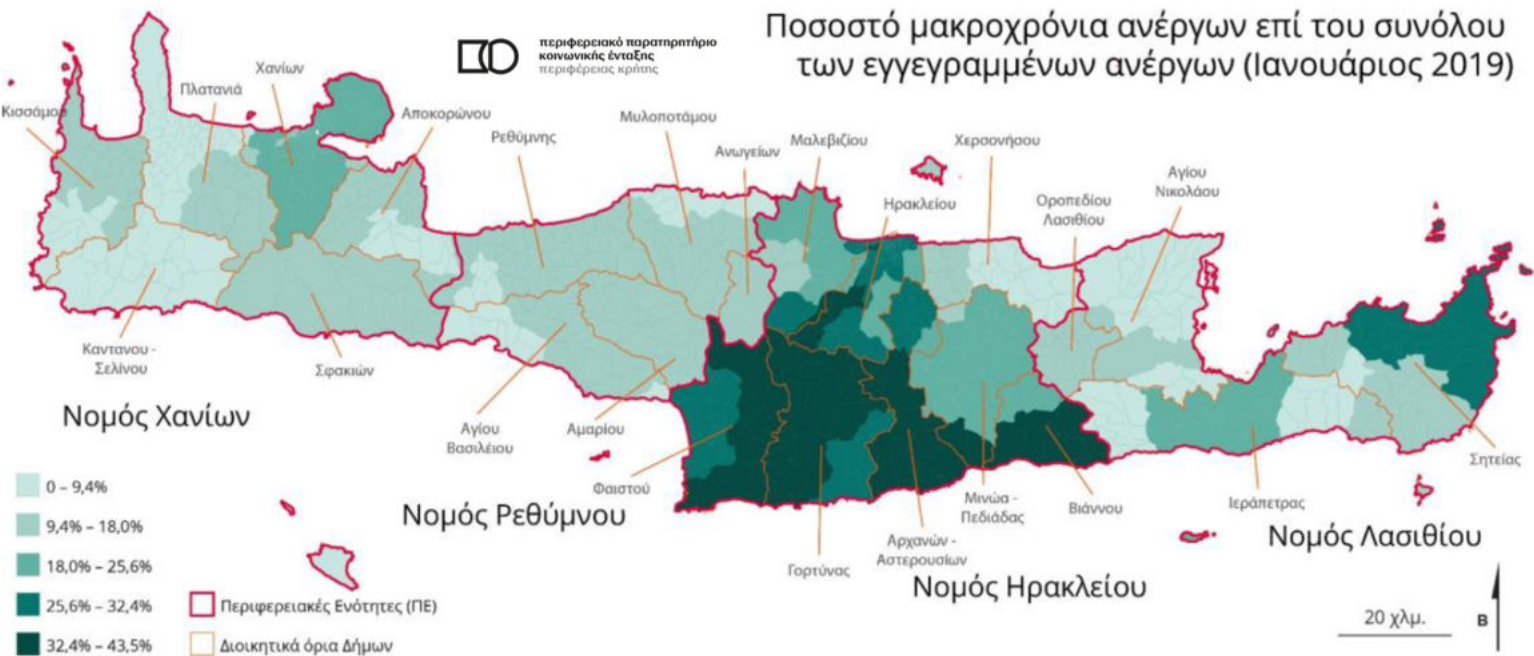 Ποσοστό μακροχρόνια ανέργων επί του συνόλου
των εγγεγραμμένων ανέργων (Ιανουάριος 2019)
περιφερειακό παρατηρητήριο
κοινωνικής ένταξης
περιφέρειας κρήτης
Κισσάμου
Πλατανιά
Χανίων
Αποκορώνου
Ρεθύμνης
Μυλοποτάμου
Ανωγείων
Μαλεβιζίου
Ηρακλείου
Χερσονήσου
Οροπεδίου
Λασιθίου
Αγίου
Νικολάου
Καντανου -
Σελίνου
Σφακιών
Αγίου
Βασιλείου
Αμαρίου
Φαιστού
Γορτύνας
Αρχανών -
Αστερουσίων
Μινώα -
Πεδιάδας
Βιάννου
Ιεράπετρας
Σητείας
Νομός Χανίων
Νομός Ρεθύμνου
Νομός Ηρακλείου
Νομός Λασιθίου
0 – 9,4%
9,4% – 18,0%
18,0% – 25,6%
25,6% – 32,4%
32,4% – 43,5%
Περιφερειακές Ενότητες (ΠΕ)
Διοικητικά όρια Δήμων
20 χλμ.
Β